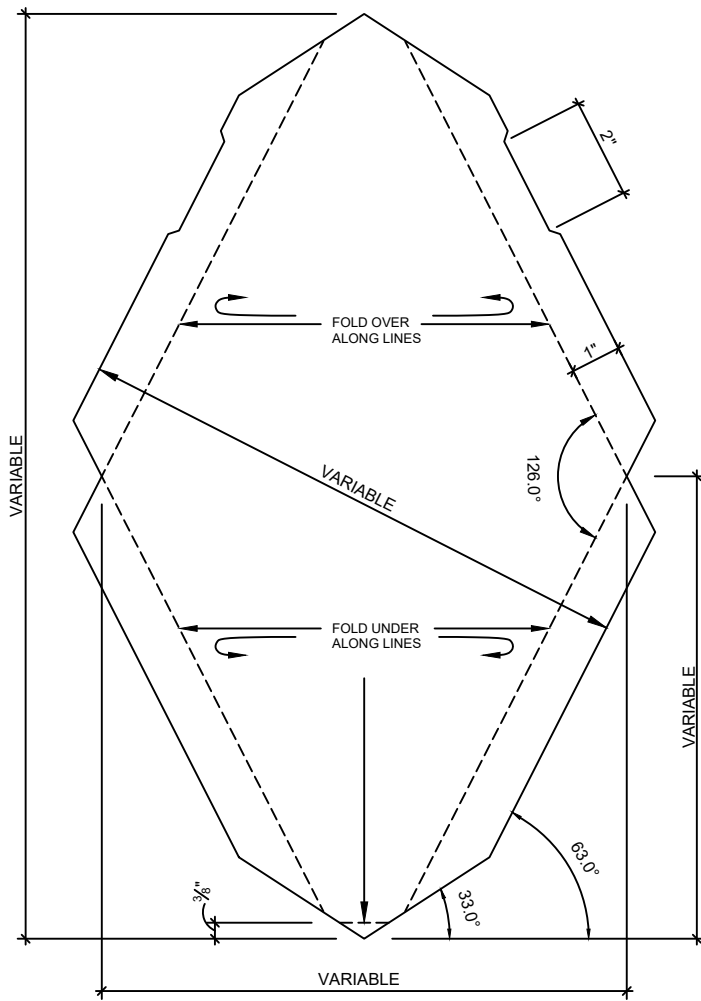 2"
FOLD OVER
ALONG LINES
1"
VARIABLE
126.0°
VARIABLE
FOLD UNDER
ALONG LINES
VARIABLE
63.0°
3/8"
33.0°
VARIABLE